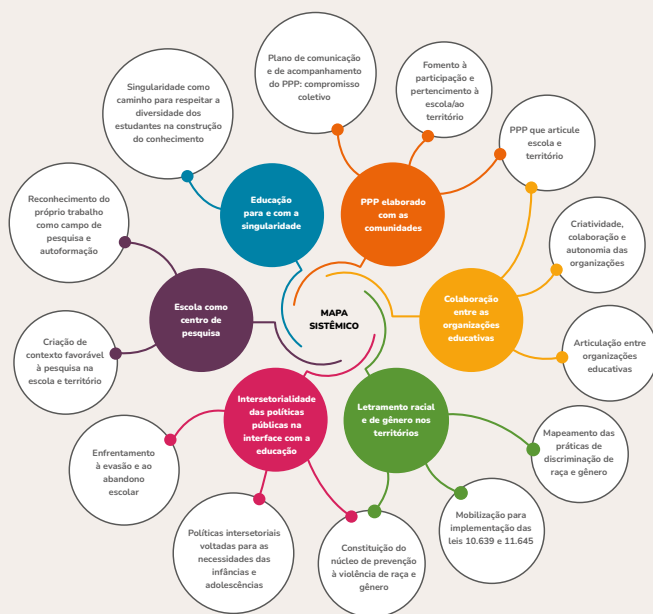 Plano de comunicação
e de acompanhamento
do PPP: compromisso
coletivo
Fomento à
participação e
pertencimento à
escola/ao
território
Singularidade como
caminho para respeitar a
diversidade dos
estudantes na construção
do conhecimento
PPP que articule
escola e
território
Educação
para e com a
singularidade
PPP elaborado
com as
comunidades
Reconhecimento do
próprio trabalho
como campo de
pesquisa e
autoformação
Criatividade,
colaboração e
autonomia das
organizações
Escola como
centro de
pesquisa
MAPA
SISTÊMICO
Colaboração
entre as
organizações
educativas
Criação de
contexto favorável
à pesquisa na
escola e território
Articulação entre
organizações
educativas
Intersetorialidade
das políticas
públicas na
interface com a
educação
Letramento racial
e de gênero nos
territórios
Enfrentamento
à evasão e ao
abandono
escolar
Mapeamento das
práticas de
discriminação de
raça e gênero
Mobilização para
implementação das
leis 10.639 e 11.645
Políticas intersetoriais
voltadas para as
necessidades das
infâncias e
adolescências
Constituição do
núcleo de prevenção
à violência de raça e
gênero